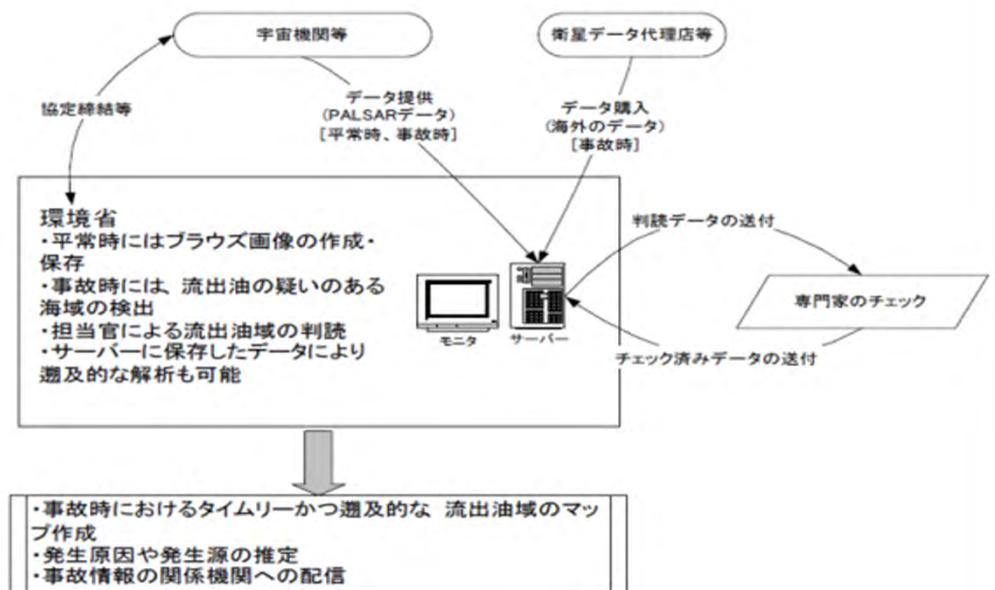 宇宙機関等
衛星データ代理店等
協定締結等
データ提供
(PALSARデータ)
[平常時、事故時]
データ購入
(海外のデータ)
[事故時]
環境省
・平常時にはブラウズ画像の作成・
保存
・事故時には、流出油の疑いのある
海域の検出
・担当官による流出油域の判読
・サーバーに保存したデータにより
遡及的な解析も可能
モニタ
サーバー
判読データの送付
専門家のチェック
チェック済みデータの送付
・事故時におけるタイムリーかつ遡及的な 流出油域のマッ
プ作成
・発生原因や発生源の推定
・事故情報の関係機関への配信